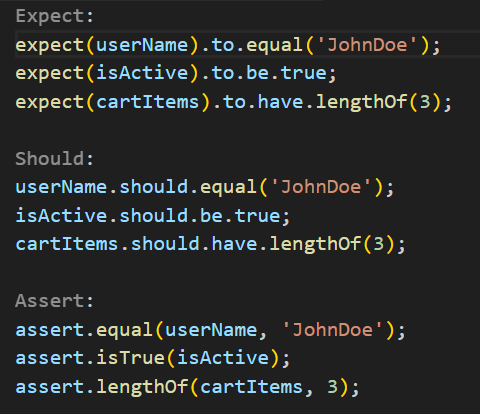 Expect:
expect(userName).to.equal('JohnDoe');
expect(isActive).to.be.true;
expect(cartItems).to.have.lengthOf(3);
Should:
userName.should.equal('JohnDoe');
isActive.should.be.true;
cartItems.should.have.lengthOf(3);
Assert:
assert.equal(userName, 'JohnDoe');
assert.isTrue(isActive);
assert.lengthOf(cartItems, 3);